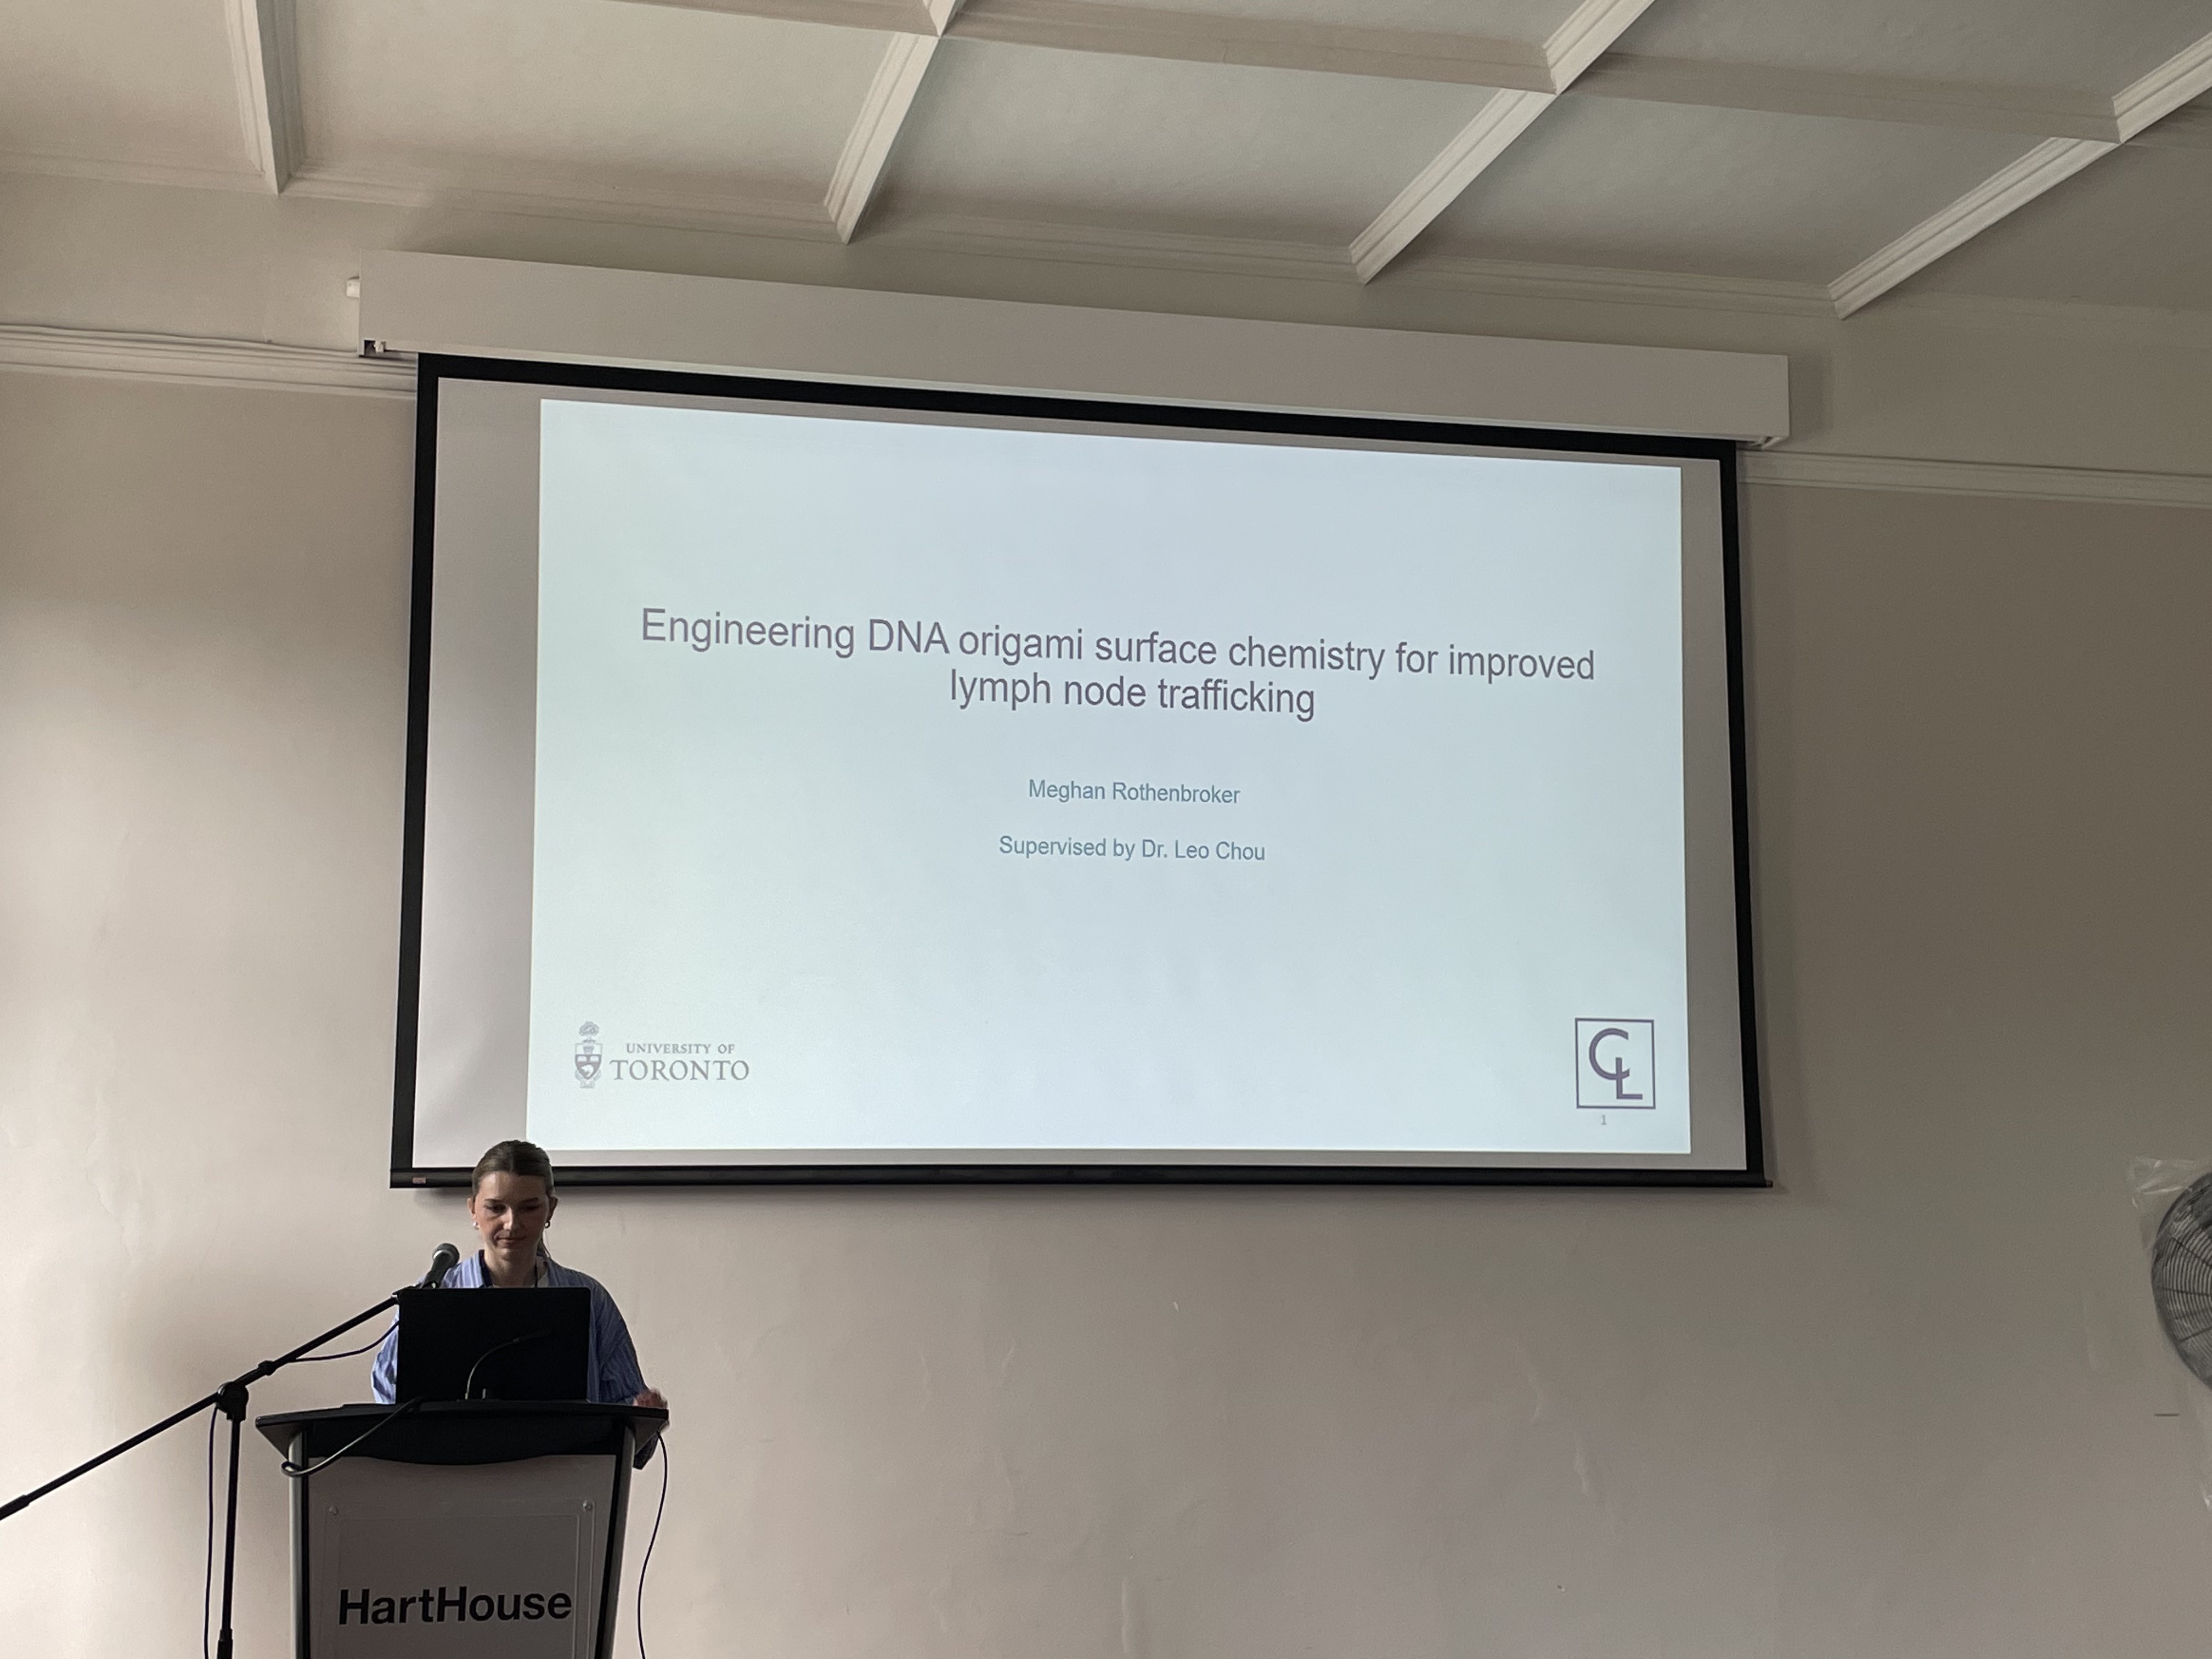 Engineering DNA origami surface chemistry for improved
lymph node trafficking
Meghan Rothenbroker
Supervised by Dr. Leo Chou
UNIVERSITY OF
TORONTO
CL
1
HartHouse